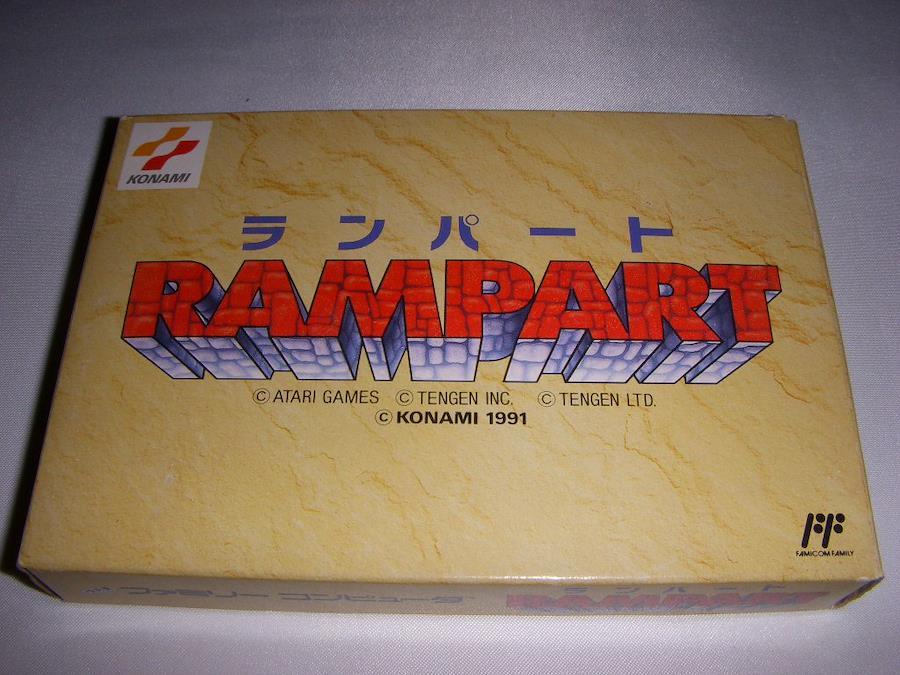 KONAMI
ランパート
RAMPART
© ATARI GAMES © TENGEN INC. © TENGEN LTD.
© KONAMI 1991
FAMICOM FAMILY
ファミリー コンピュータ
ランパート
RAMPART